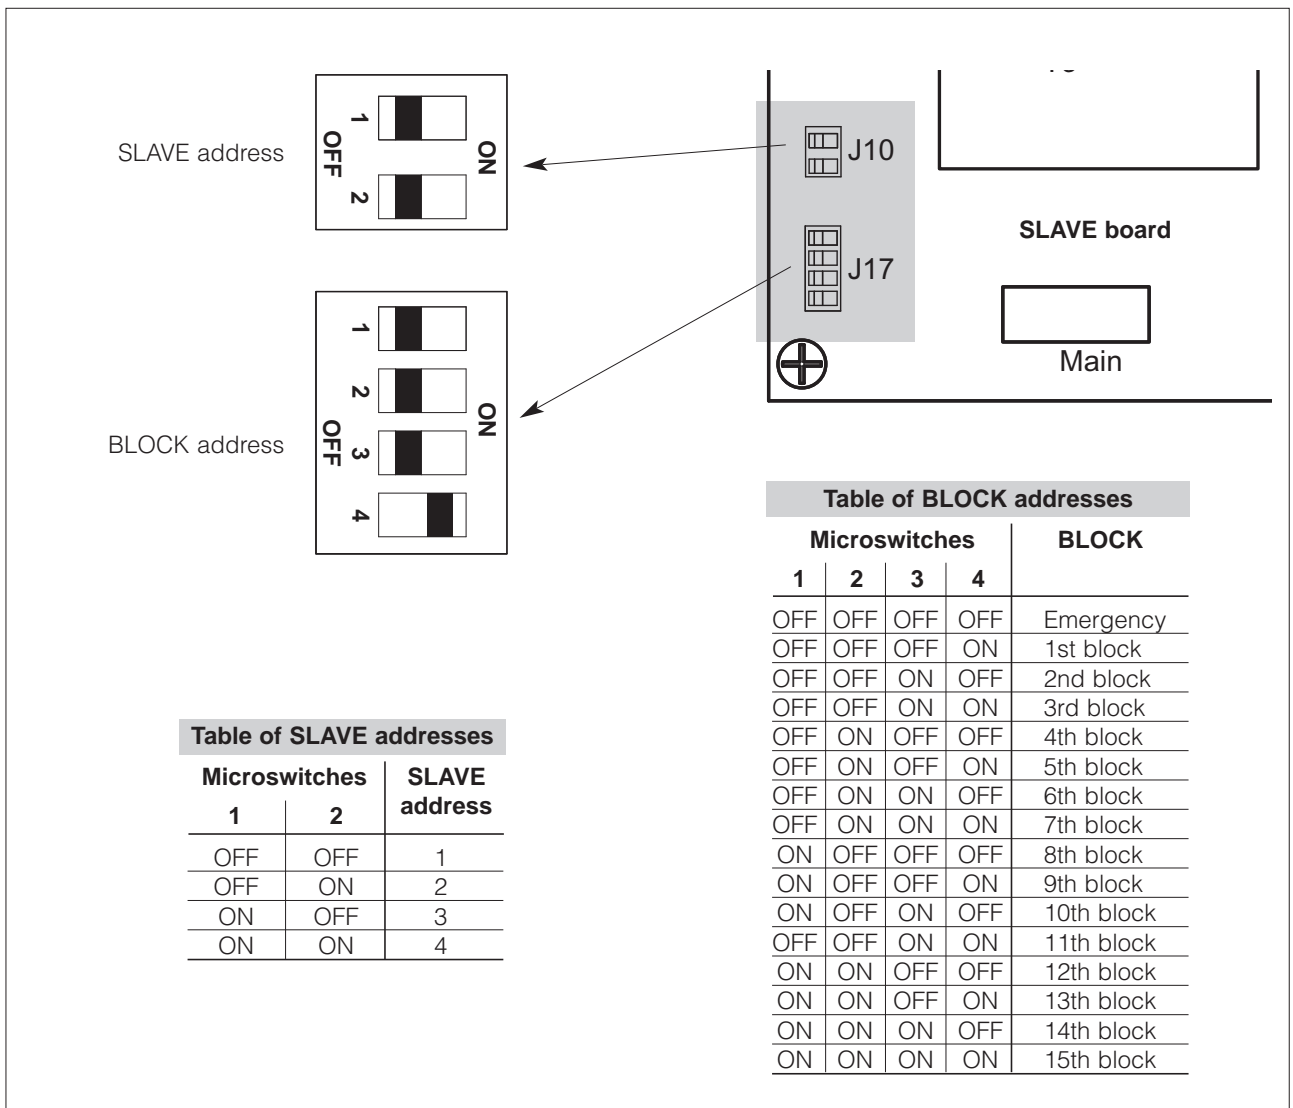 SLAVE address
1
2
OFF
ON
J10
J17
SLAVE board
Main
BLOCK address
1
2
3
4
OFF
ON
Table of BLOCK addresses
Microswitches BLOCK
1 2 3 4
OFF OFF OFF OFF Emergency
OFF OFF OFF ON 1st block
OFF OFF ON OFF 2nd block
OFF OFF ON ON 3rd block
OFF ON OFF OFF 4th block
OFF ON OFF ON 5th block
OFF ON ON OFF 6th block
OFF ON ON ON 7th block
ON OFF OFF OFF 8th block
ON OFF OFF ON 9th block
ON OFF ON OFF 10th block
OFF OFF ON ON 11th block
ON ON OFF OFF 12th block
ON ON OFF ON 13th block
ON ON ON OFF 14th block
ON ON ON ON 15th block
Table of SLAVE addresses
Microswitches SLAVE
address
1 2
OFF OFF 1
OFF ON 2
ON OFF 3
ON ON 4